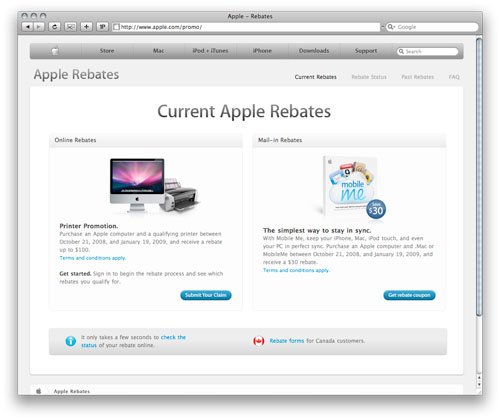 Apple – Rebates
http://www.apple.com/promo/
Google
Store Mac iPod + iTunes iPhone Downloads Support Search
Apple Rebates
Current Rebates Rebate Status Past Rebates FAQ
Current Apple Rebates
Online Rebates
Printer Promotion.
Purchase an Apple computer and a qualifying printer between
October 21, 2008, and January 19, 2009, and receive a rebate
up to $100.
Terms and conditions apply.
Get started. Sign in to begin the rebate process and see which
rebates you qualify for.
Submit Your Claim
Mail-in Rebates
mobile
me
Save
$30
The simplest way to stay in sync.
With Mobile Me, keep your iPhone, Mac, iPod touch, and even
your PC in perfect sync. Purchase an Apple computer and .Mac or
MobileMe between October 21, 2008, and January 19, 2009, and
receive a $30 rebate.
Terms and conditions apply.
Get rebate coupon
It only takes a few seconds to check the
status of your rebate online.
Rebate forms for Canada customers.
Apple Rebates